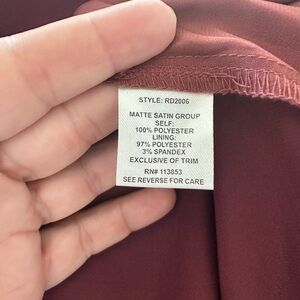 STYLE: RD2006
MATTE SATIN GROUP
SELF:
100% POLYESTER
LINING:
97% POLYESTER
3% SPANDEX
EXCLUSIVE OF TRIM
RN# 113853
SEE REVERSE FOR CARE